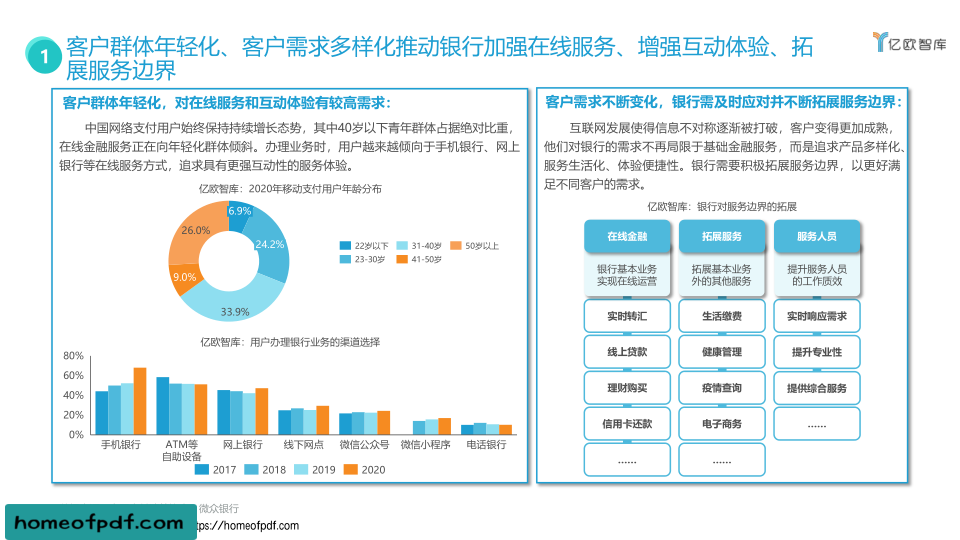 1
客户群体年轻化、客户需求多样化推动银行加强在线服务、增强互动体验、拓
展服务边界
亿欧智库
客户群体年轻化，对在线服务和互动体验有较高需求：
中国网络支付用户始终保持持续增长态势，其中40岁以下青年群体占据绝对比重，
在线金融服务正在向年轻化群体倾斜。办理业务时，用户越来越倾向于手机银行、网上
银行等在线服务方式，追求具有更强互动性的服务体验。
亿欧智库：2020年移动支付用户年龄分布
6.9%
24.2%
33.9%
9.0%
26.0%
22岁以下
31-40岁
50岁以上
23-30岁
41-50岁
亿欧智库：用户办理银行业务的渠道选择
80%
60%
40%
20%
0%
手机银行
ATM等
自助设备
网上银行
线下网点
微信公众号
微信小程序
电话银行
2017
2018
2019
2020
客户需求不断变化，银行需及时应对并不断拓展服务边界：
互联网发展使得信息不对称逐渐被打破，客户变得更加成熟，
他们对银行的需求不再局限于基础金融服务，而是追求产品多样化、
服务生活化、体验便捷性。银行需要积极拓展服务边界，以更好满
足不同客户的需求。
亿欧智库：银行对服务边界的拓展
在线金融
银行基本业务
实现在线运营
实时转汇
线上贷款
理财购买
信用卡还款
......
拓展服务
拓展基本业务
外的其他服务
生活缴费
健康管理
疫情查询
电子商务
......
服务人员
提升服务人员
的工作质效
实时响应需求
提升专业性
提供综合服务
......
微众银行
homeofpdf.com
tps://homeofpdf.com